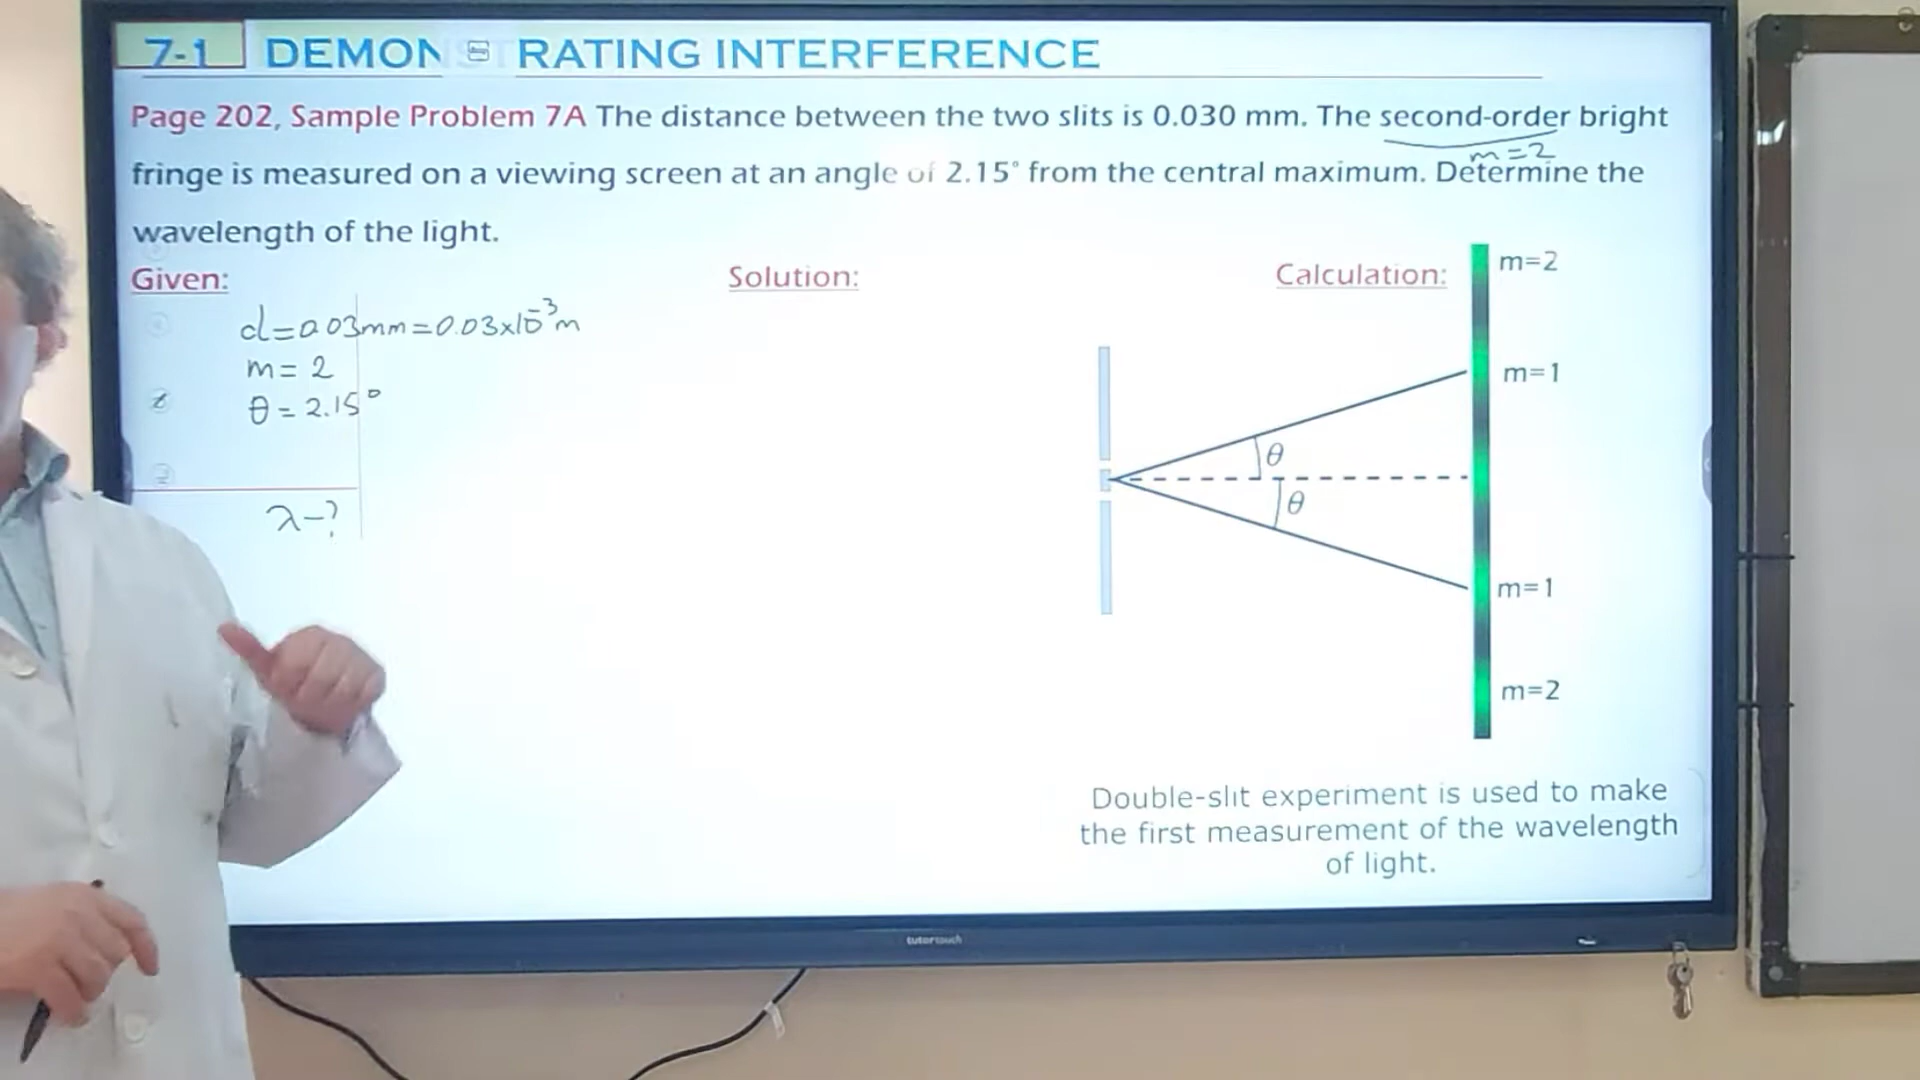 7-1 DEMON RATING INTERFERENCE
Page 202, Sample Problem 7A The distance between the two slits is 0.030 mm. The second-order bright
m=2
fringe is measured on a viewing screen at an angle of 2.15° from the central maximum. Determine the
wavelength of the light.
Given:
Solution:
Calculation:
d=0.03mm=0.03x10⁻³m
m= 2
θ = 2.15°
λ-?
m=2
m=1
θ
θ
m=1
m=2
Double-slit experiment is used to make
the first measurement of the wavelength
of light.
tutortouch